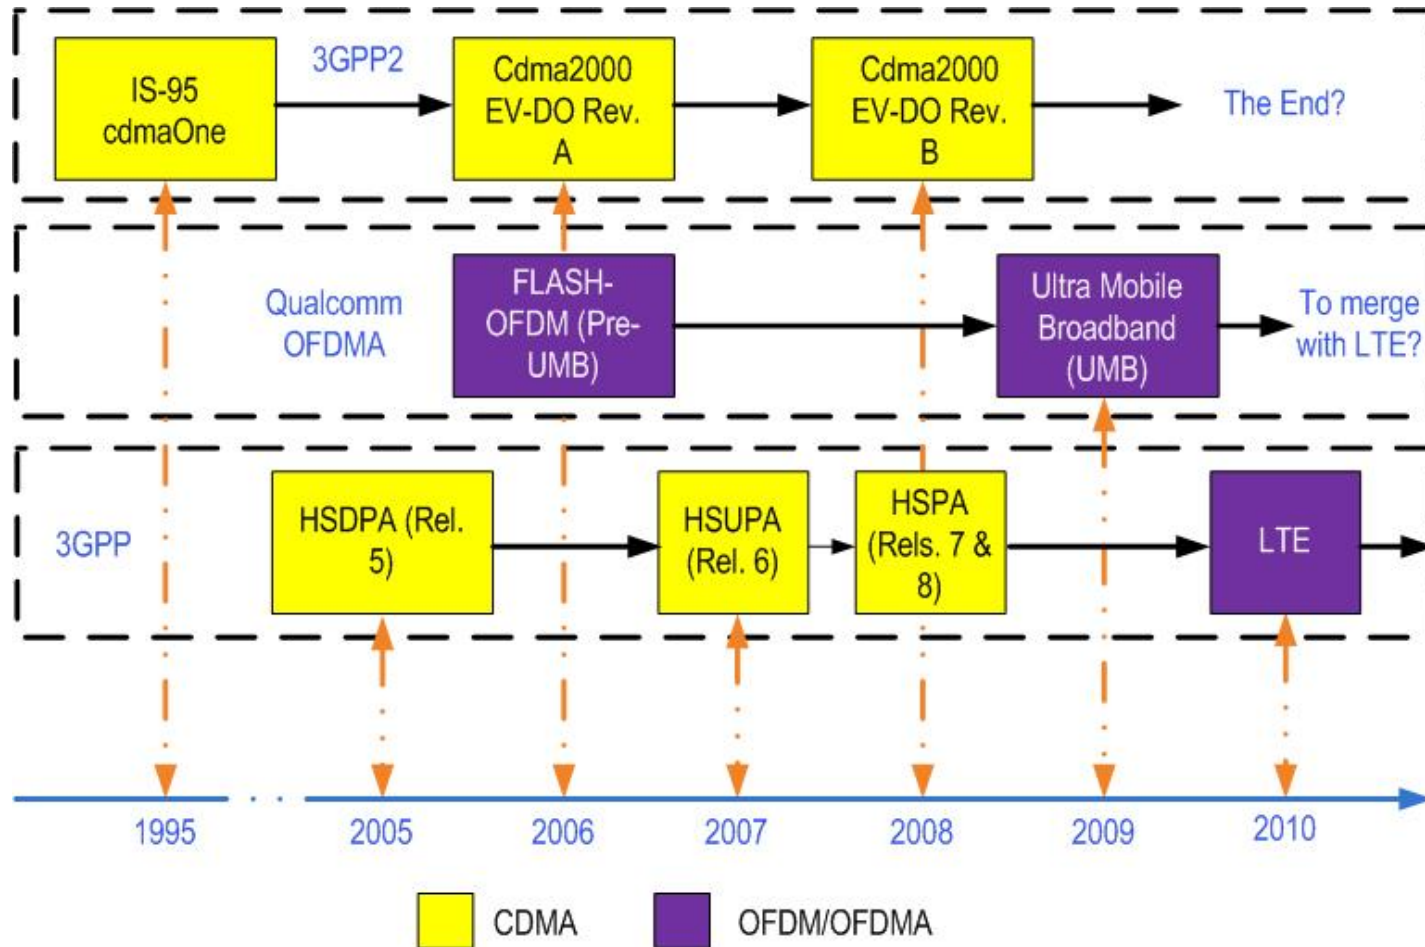 IS-95
cdmaOne
3GPP2
Cdma2000
EV-DO Rev.
A
Cdma2000
EV-DO Rev.
B
The End?
Qualcomm
OFDMA
FLASH-
OFDM (Pre-
UMB)
Ultra Mobile
Broadband
(UMB)
To merge
with LTE?
3GPP
HSDPA (Rel.
5)
HSUPA
(Rel. 6)
HSPA
(Rels. 7 &
8)
LTE
1995
2005
2006
2007
2008
2009
2010
CDMA
OFDM/OFDMA